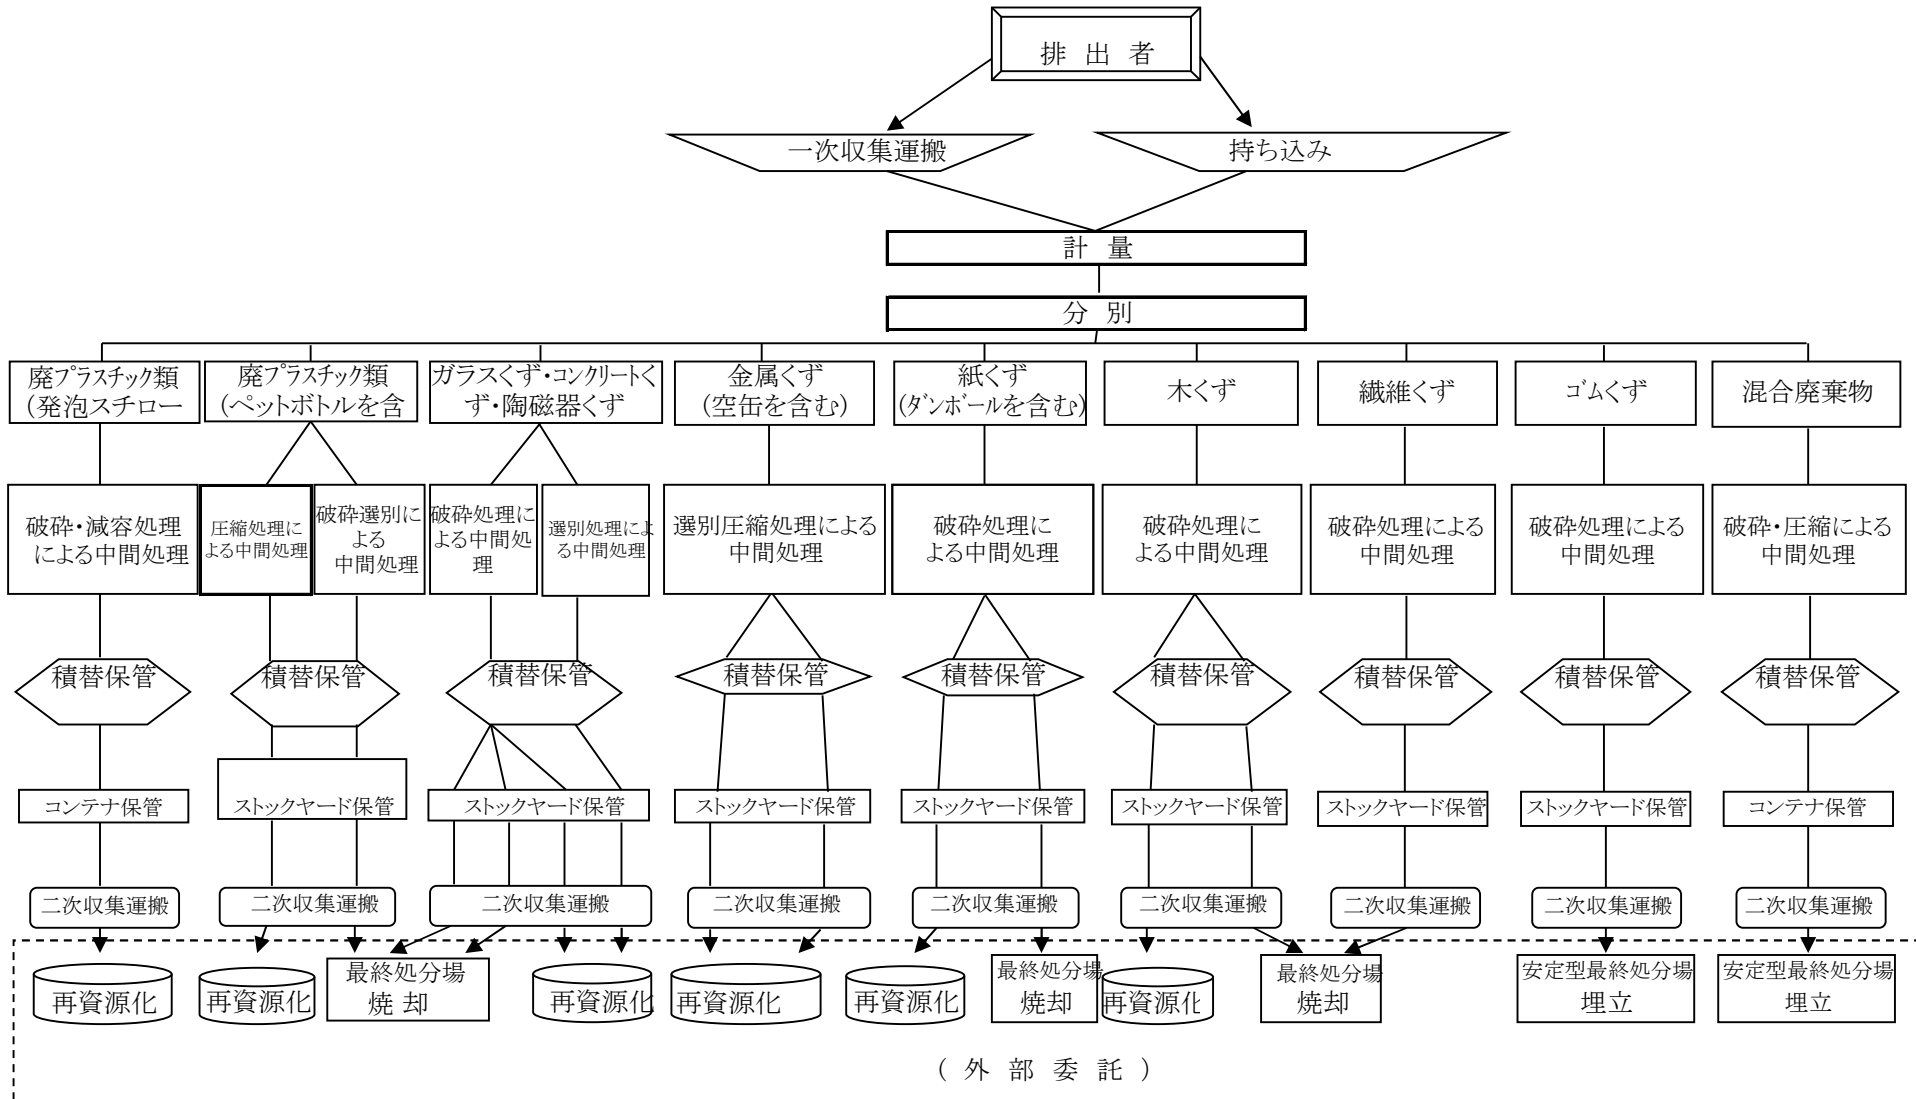 排 出 者
一次収集運搬
持ち込み
計 量
分 別
廃プラスチック類
(発泡スチロー
廃プラスチック類
(ペットボトルを含
ガラスくず・コンクリートく
ず・陶磁器くず
金属くず
(空缶を含む)
紙くず
(ダンボールを含む)
木くず
繊維くず
ゴムくず
混合廃棄物
破砕・減容処理
による中間処理
圧縮処理に
よる中間処理
破砕選別に
よる
中間処理
破砕処理に
よる中間処
理
選別処理によ
る中間処理
選別圧縮処理による
中間処理
破砕処理に
よる中間処理
破砕処理に
よる中間処理
破砕処理による
中間処理
破砕処理による
中間処理
破砕・圧縮による
中間処理
積替保管
積替保管
積替保管
積替保管
積替保管
積替保管
積替保管
積替保管
積替保管
コンテナ保管
ストックヤード保管
ストックヤード保管
ストックヤード保管
ストックヤード保管
ストックヤード保管
ストックヤード保管
ストックヤード保管
コンテナ保管
二次収集運搬
二次収集運搬
二次収集運搬
二次収集運搬
二次収集運搬
二次収集運搬
二次収集運搬
二次収集運搬
二次収集運搬
再資源化
再資源化
最終処分場
焼 却
再資源化
再資源化
再資源化
最終処分場
焼却
再資源化
最終処分場
焼却
安定型最終処分場
埋立
安定型最終処分場
埋立
( 外 部 委 託 )